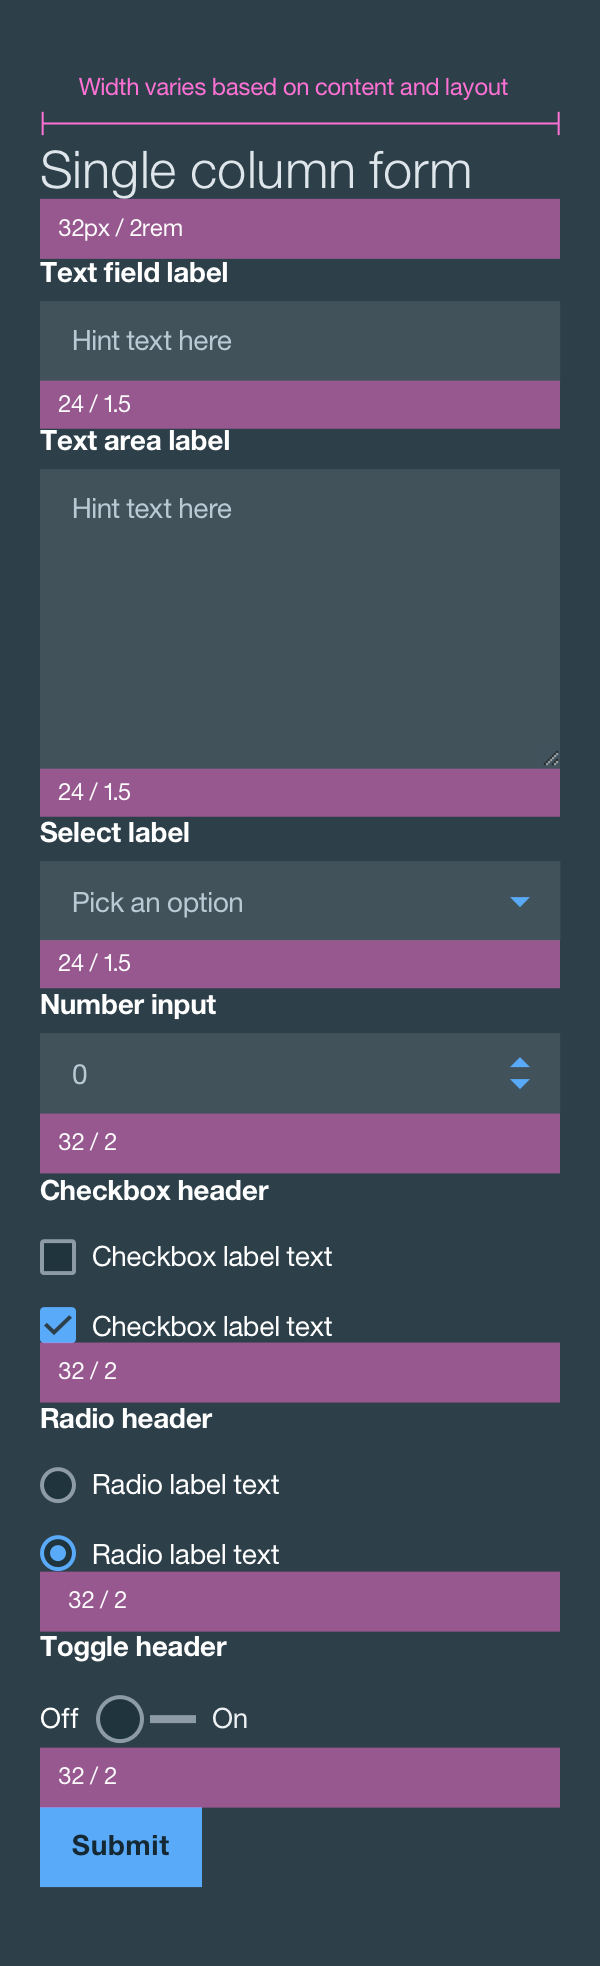 Width varies based on content and layout
Single column form
32px / 2rem
Text field label
Hint text here
24 / 1.5
Text area label
Hint text here
24 / 1.5
Select label
Pick an option
24 / 1.5
Number input
0
32 / 2
Checkbox header
Checkbox label text
Checkbox label text
32 / 2
Radio header
Radio label text
Radio label text
32 / 2
Toggle header
Off On
32 / 2
Submit